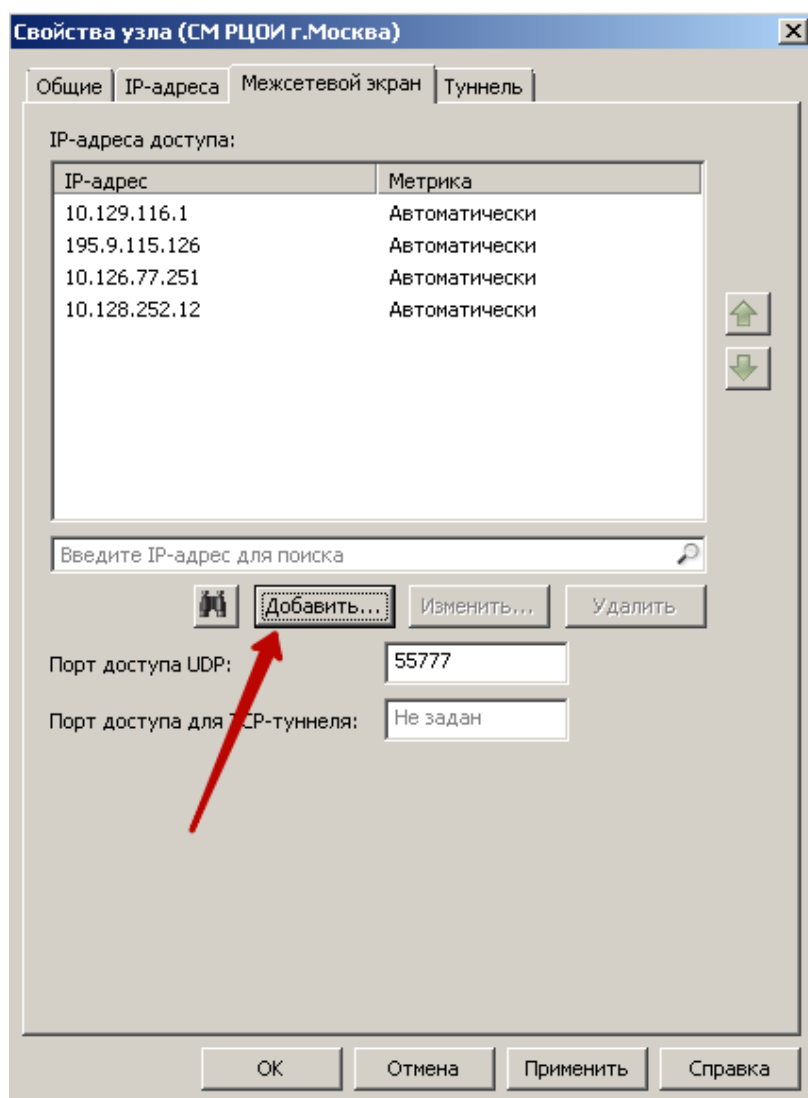 Свойства узла (СМ РЦОИ г.Москва)
Общие IP-адреса Межсетевой экран Туннель
IP-адреса доступа:
IP-адрес Метрика
10.129.116.1 Автоматически
195.9.115.126 Автоматически
10.126.77.251 Автоматически
10.128.252.12 Автоматически
Введите IP-адрес для поиска
Добавить... Изменить... Удалить
Порт доступа UDP: 55777
Порт доступа для TCP-туннеля: Не задан
ОК Отмена Применить Справка